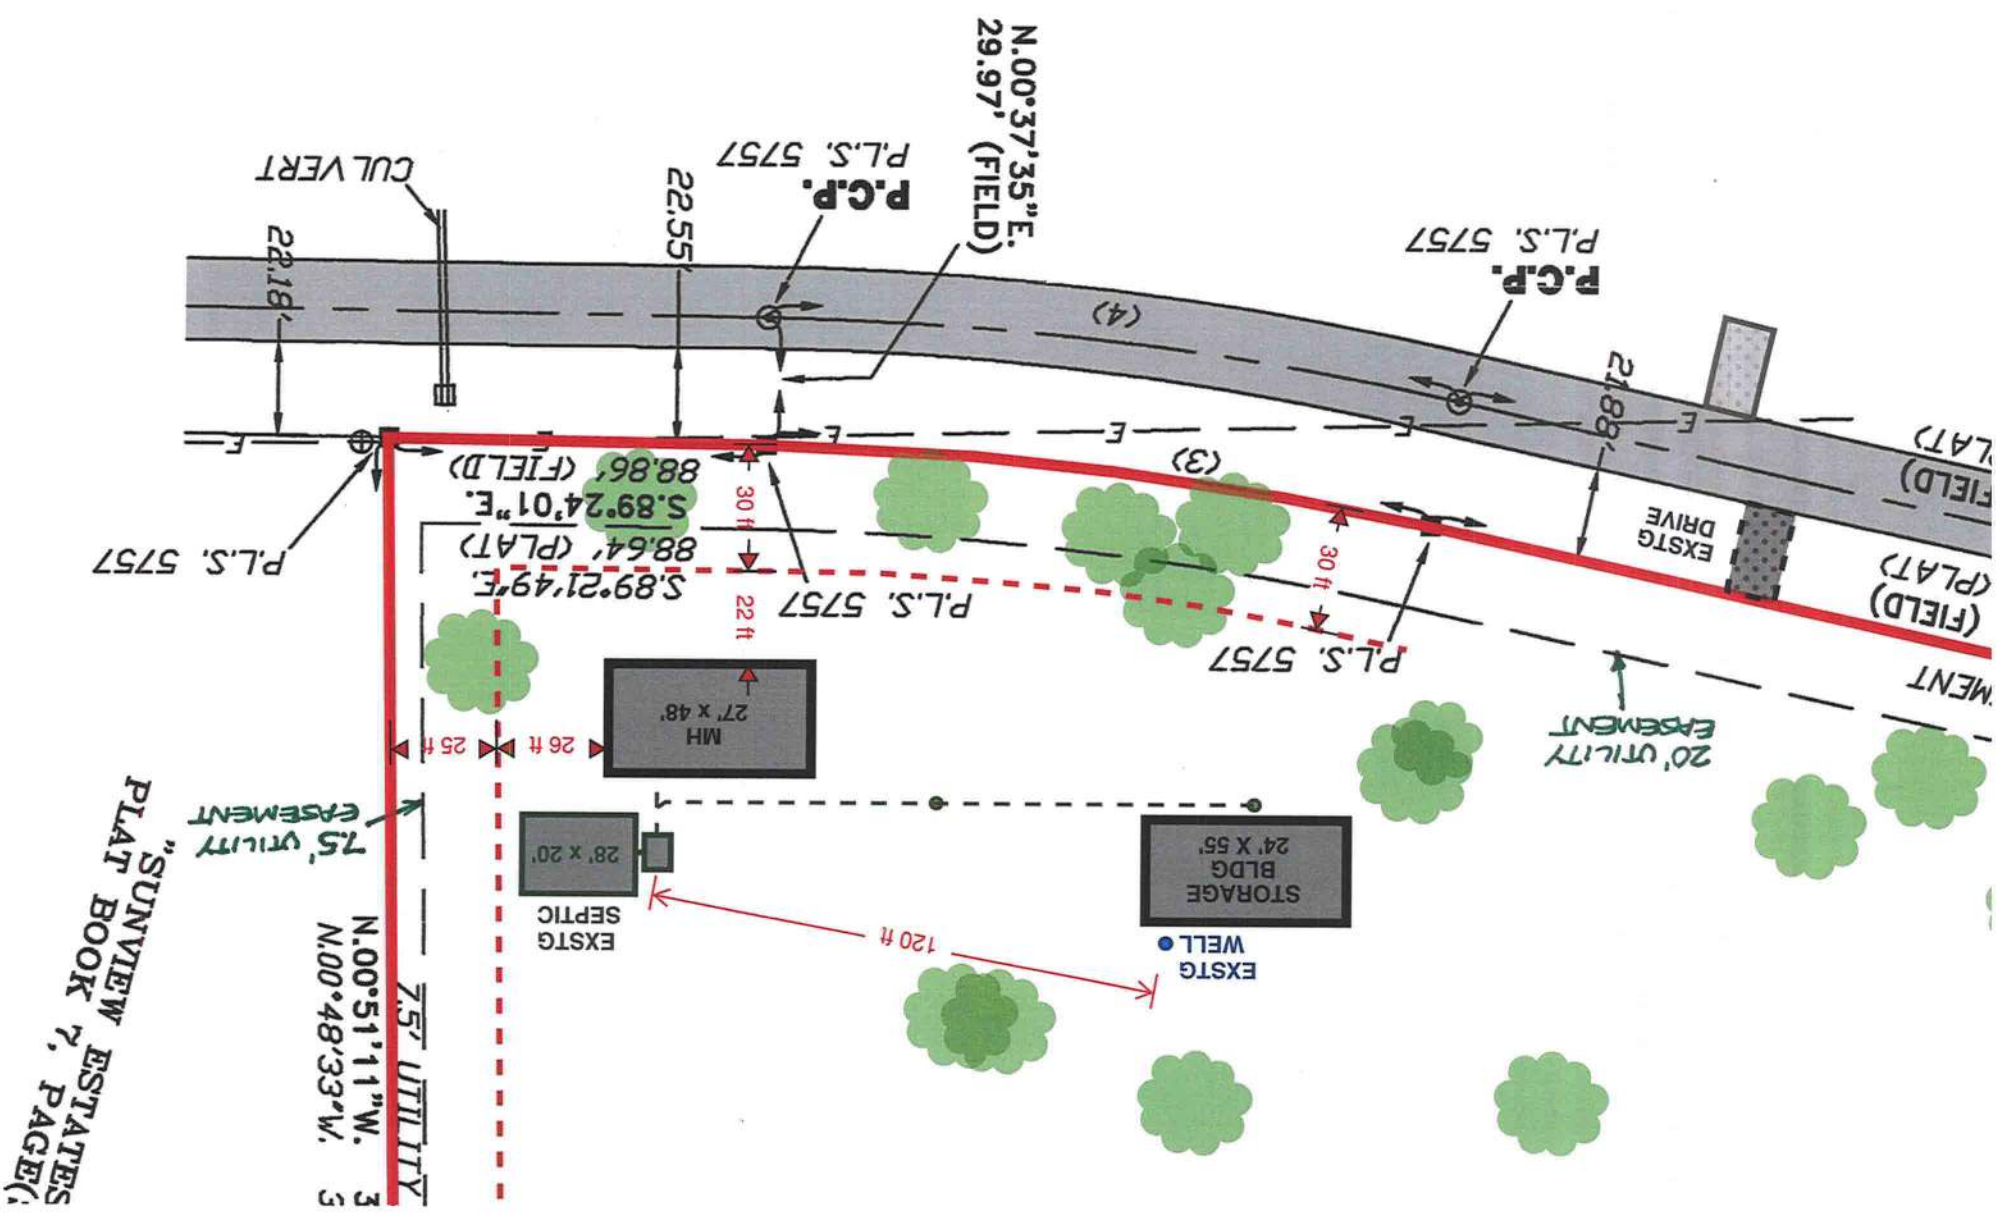 N.00°37'35"E.
29.97' (FIELD)
P.C.P.
P.L.S. 5757
CULVERT
22.55'
22.18'
P.C.P.
P.L.S. 5757
(4)
21.88'
E
E
E
E
E
E
(3)
(FIELD)
(PLAT)
(FIELD)
EXSTG
DRIVE
S.89°21'49"E.
88.64' (PLAT)
S.89°24'01"E.
88.86' (FIELD)
30 ft
22 ft
30 ft
P.L.S. 5757
P.L.S. 5757
P.L.S. 5757
20' UTILITY
EASEMENT
MH
27' x 48'
25 ft
26 ft
7.5' UTILITY
EASEMENT
EXSTG
SEPTIC
28' x 20'
STORAGE
BLDG
24' X 55'
EXSTG
WELL
120 ft
7.5' UTILITY
N.00°51'11"W. 3
N.00°48'33"W. 3
"SUNVIEW ESTATES
PLAT BOOK 7, PAGE(